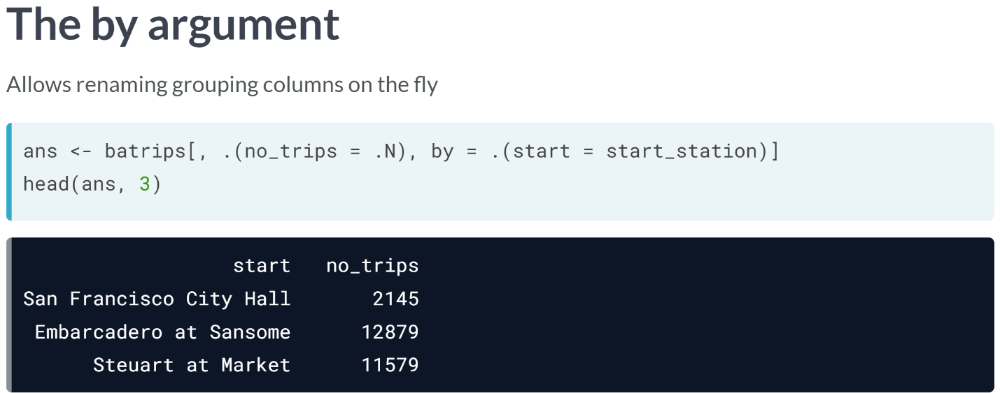 The by argument
Allows renaming grouping columns on the fly
ans <- batrips[, .(no_trips = .N), by = .(start = start_station)]
head(ans, 3)
start no_trips
San Francisco City Hall 2145
Embarcadero at Sansome 12879
Steuart at Market 11579